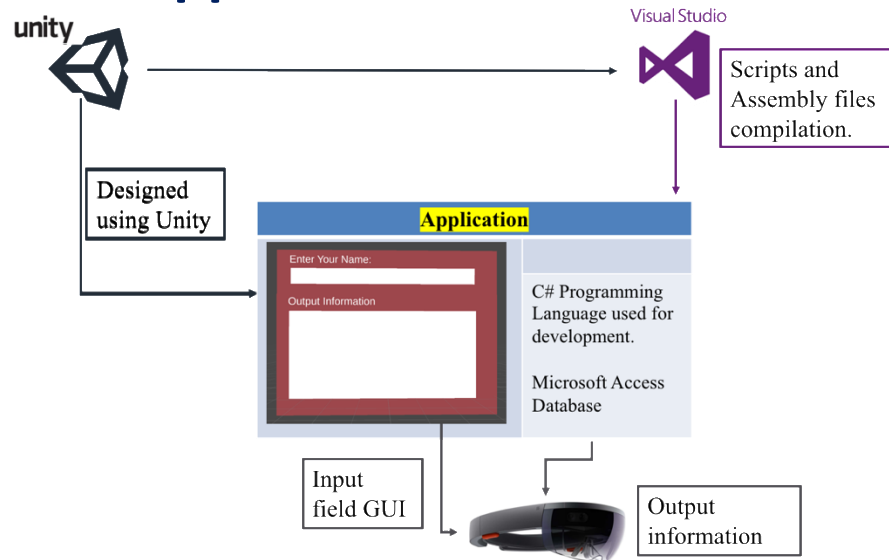 unity
Visual Studio
Scripts and
Assembly files
compilation.
Designed
using Unity
Application
Enter Your Name:
Output Information
C# Programming
Language used for
development.
Microsoft Access
Database
Input
field GUI
Output
information